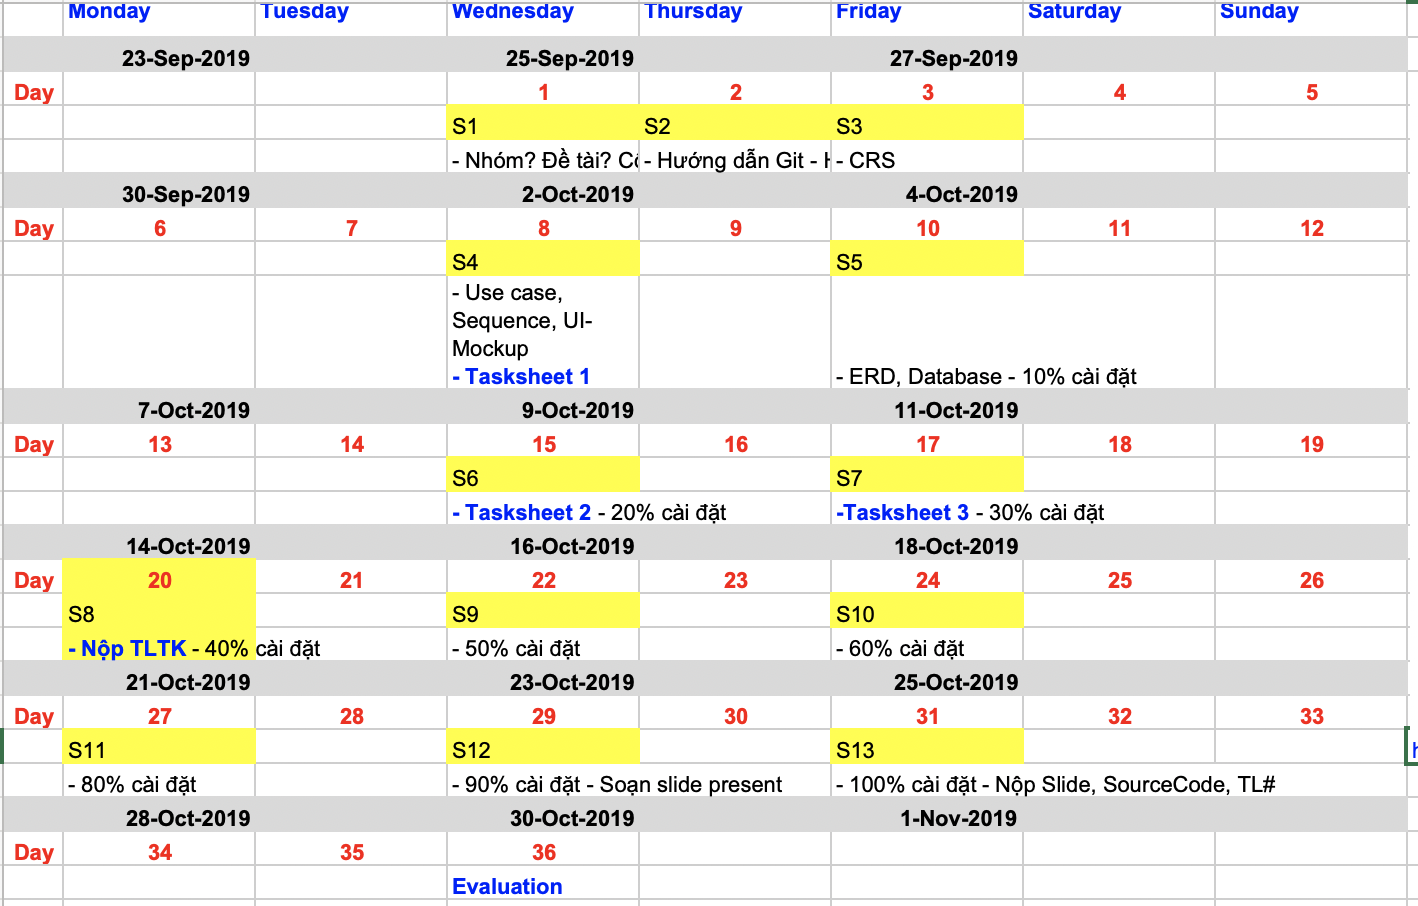 Monday Tuesday Wednesday Thursday Friday Saturday Sunday
23-Sep-2019 25-Sep-2019 27-Sep-2019
Day 1 2 3 4 5
S1 S2 S3
- Nhóm? Đề tài? - Hướng dẫn Git - - CRS
30-Sep-2019 2-Oct-2019 4-Oct-2019
Day 6 7 8 9 10 11 12
S4 S5
- Use case,
Sequence, UI-
Mockup
- Tasksheet 1 - ERD, Database - 10% cài đặt
7-Oct-2019 9-Oct-2019 11-Oct-2019
Day 13 14 15 16 17 18 19
S6 S7
- Tasksheet 2 - 20% cài đặt -Tasksheet 3 - 30% cài đặt
14-Oct-2019 16-Oct-2019 18-Oct-2019
Day 20 21 22 23 24 25 26
S8 S9 S10
- Nộp TLTK - 40% cài đặt - 50% cài đặt - 60% cài đặt
21-Oct-2019 23-Oct-2019 25-Oct-2019
Day 27 28 29 30 31 32 33
S11 S12 S13
- 80% cài đặt - 90% cài đặt - Soạn slide present - 100% cài đặt - Nộp Slide, SourceCode, TL#
28-Oct-2019 30-Oct-2019 1-Nov-2019
Day 34 35 36
Evaluation